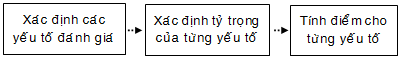 Xác định các
yếu tố đánh giá
Xác định tỷ trọng
của từng yếu tố
Tính điểm cho
từng yếu tố